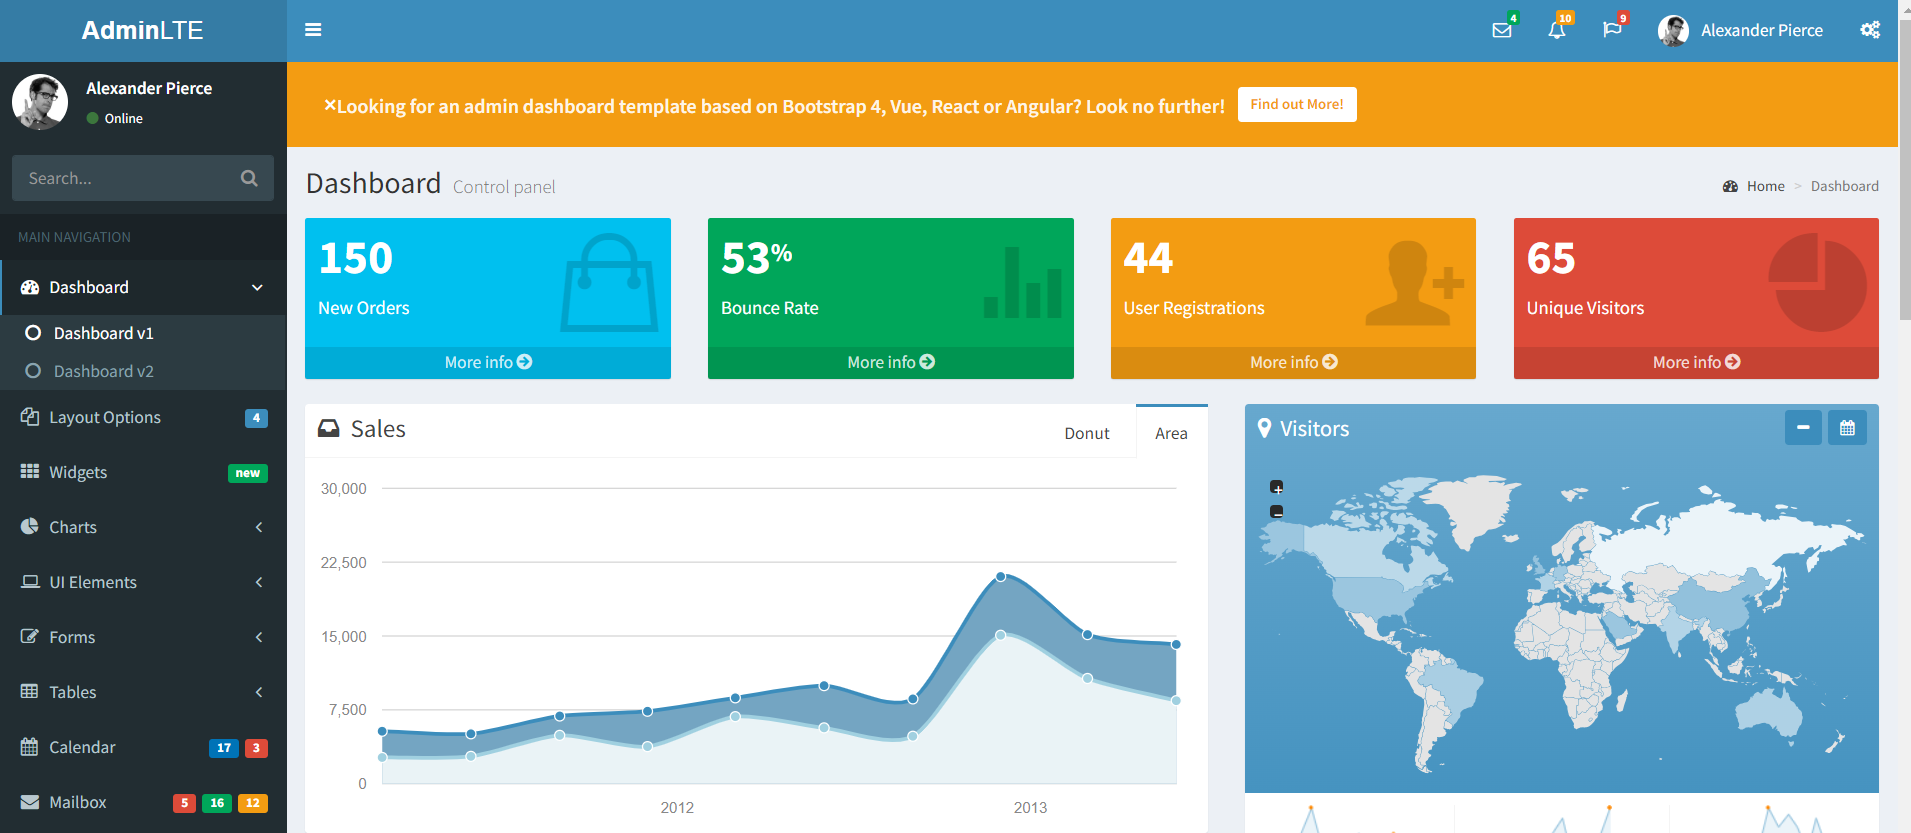 AdminLTE
4
10
9
Alexander Pierce
Alexander Pierce
Online
Search...
MAIN NAVIGATION
Dashboard
Dashboard v1
Dashboard v2
Layout Options 4
Widgets new
Charts
UI Elements
Forms
Tables
Calendar 17 3
Mailbox 5 16 12
×Looking for an admin dashboard template based on Bootstrap 4, Vue, React or Angular? Look no further! Find out More!
Dashboard Control panel
Home > Dashboard
150
New Orders
More info
53%
Bounce Rate
More info
44
User Registrations
More info
65
Unique Visitors
More info
Sales
Donut Area
30,000
22,500
15,000
7,500
0
2012 2013
Visitors
+
−